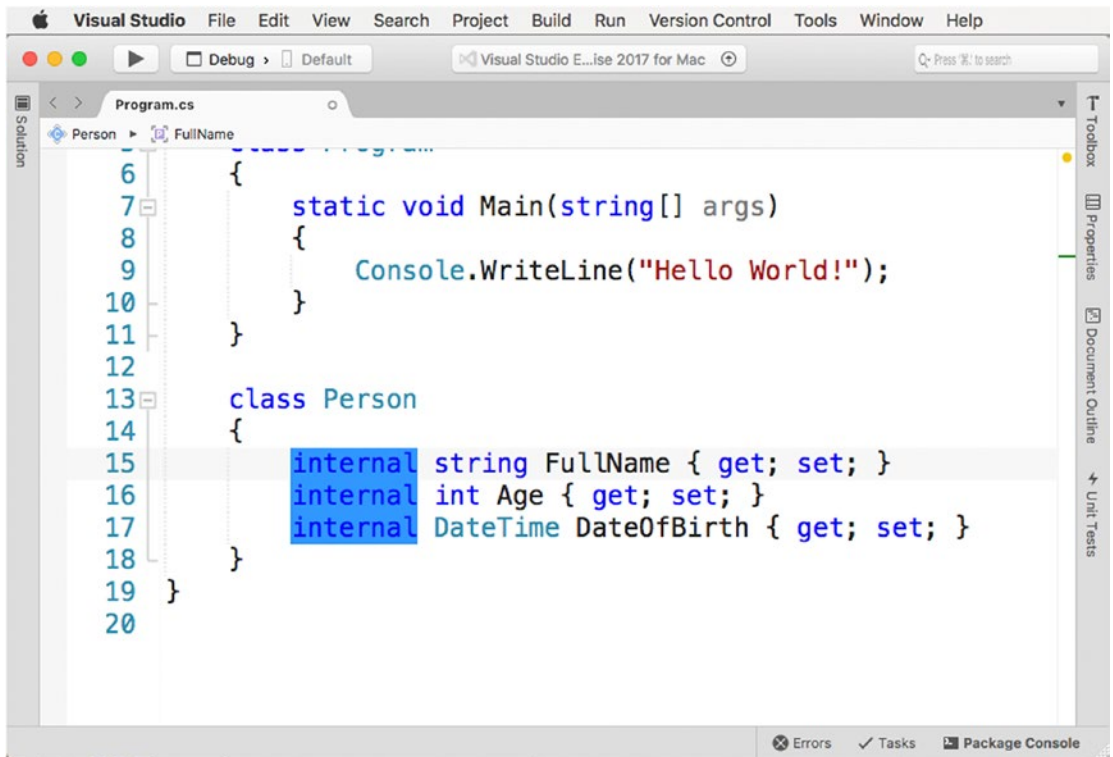 Visual Studio File Edit View Search Project Build Run Version Control Tools Window Help
Debug › Default Visual Studio E...ise 2017 for Mac Q- Press '⌘.' to search
Solution
Program.cs
Person ▸ FullName
6 {
7 static void Main(string[] args)
8 {
9 Console.WriteLine("Hello World!");
10 }
11 }
12
13 class Person
14 {
15 internal string FullName { get; set; }
16 internal int Age { get; set; }
17 internal DateTime DateOfBirth { get; set; }
18 }
19 }
20
Toolbox
Properties
Document Outline
Unit Tests
Errors Tasks Package Console